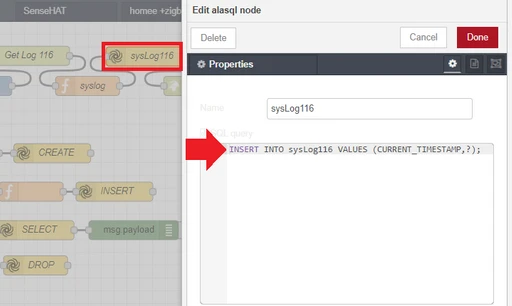 SenseHAT
homee +zigb
Get Log 116
sysLog116
syslog
CREATE
INSERT
SELECT
msg.payload
DROP
Edit alasql node
Delete
Cancel
Done
Properties
Name
sysLog116
query
INSERT INTO sysLog116 VALUES (CURRENT_TIMESTAMP,?);